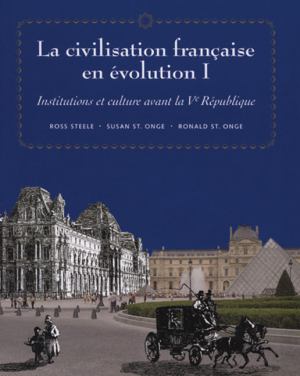 La civilisation française
en évolution I
Institutions et culture avant la Vᵉ République
ROSS STEELE • SUSAN ST. ONGE • RONALD ST. ONGE